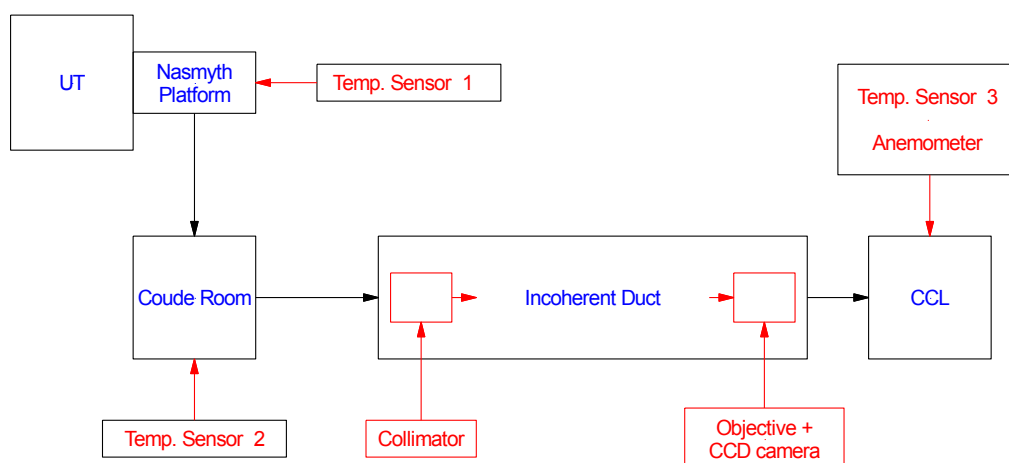 UT
Nasmyth
Platform
Temp. Sensor 1
Temp. Sensor 3
Anemometer
Coude Room
Incoherent Duct
CCL
Temp. Sensor 2
Collimator
Objective +
CCD camera